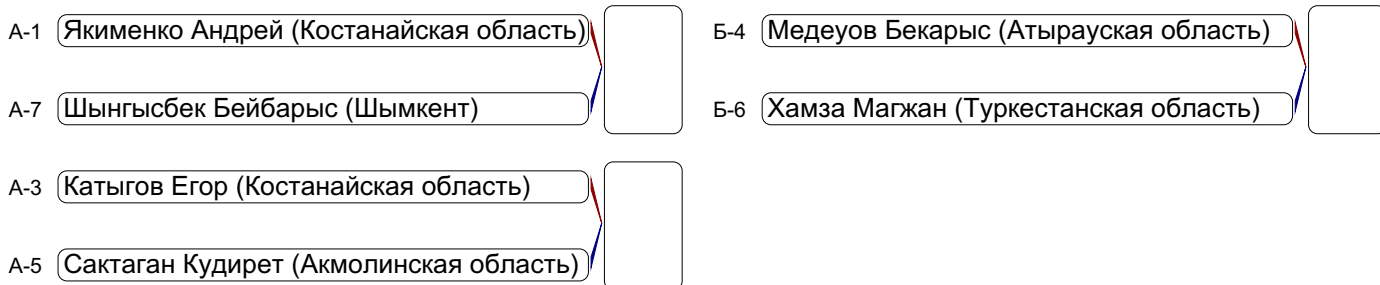 А-1 Якименко Андрей (Костанайская область)
А-7 Шынгысбек Бейбарыс (Шымкент)
А-3 Катыгов Егор (Костанайская область)
А-5 Сактаган Кудирет (Акмолинская область)
Б-4 Медеуов Бекарыс (Атырауская область)
Б-6 Хамза Магжан (Туркестанская область)